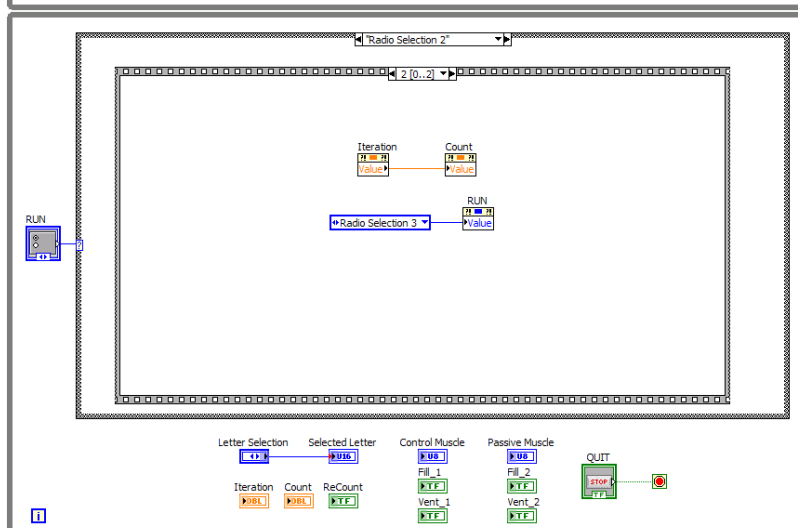 "Radio Selection 2"
2 [0..2]
Iteration Count
?! ?! ?! ?!
Value Value
RUN
?! ?!
Radio Selection 3 Value
RUN
?
Letter Selection Selected Letter Control Muscle Passive Muscle
U16 U8 U8
QUIT
Fill_1 Fill_2
TF TF
STOP
TF
Iteration Count ReCount
DBL DBL TF
Vent_1 Vent_2
TF TF
i